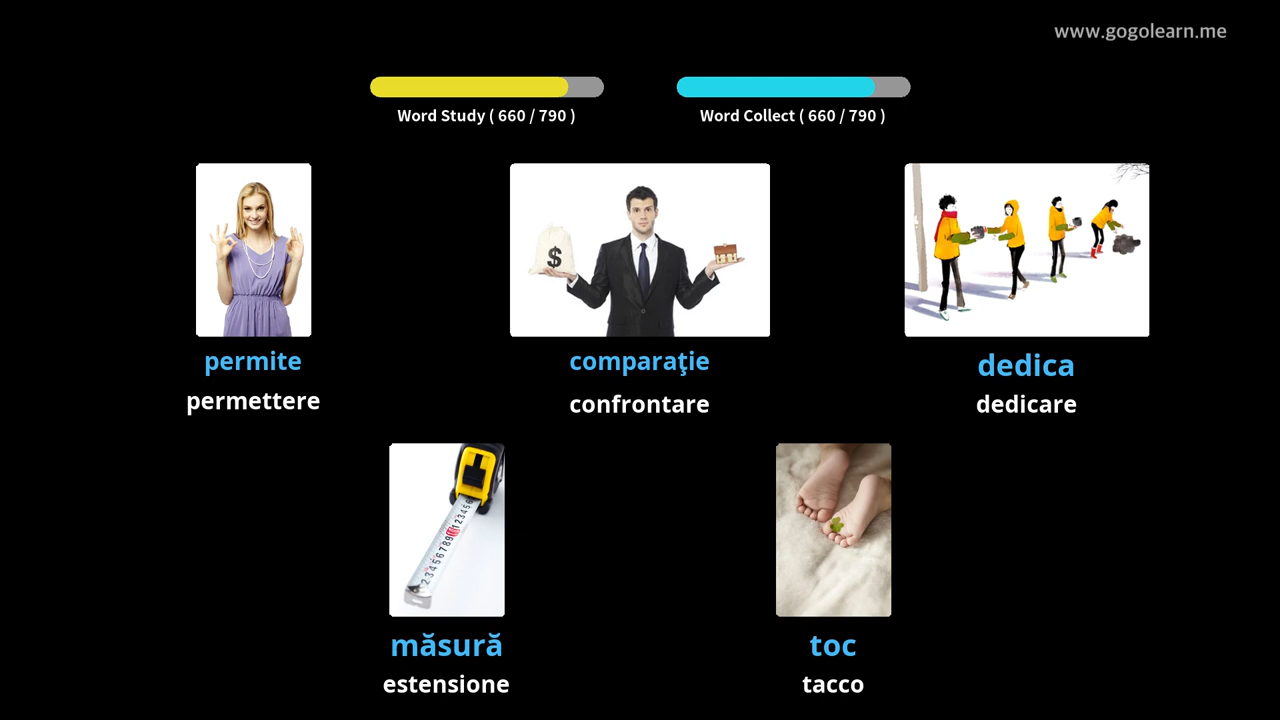 www.gogolearn.me
Word Study ( 660 / 790 )
Word Collect ( 660 / 790 )
$
permite
comparaţie
dedica
permettere
confrontare
dedicare
măsură
toc
estensione
tacco